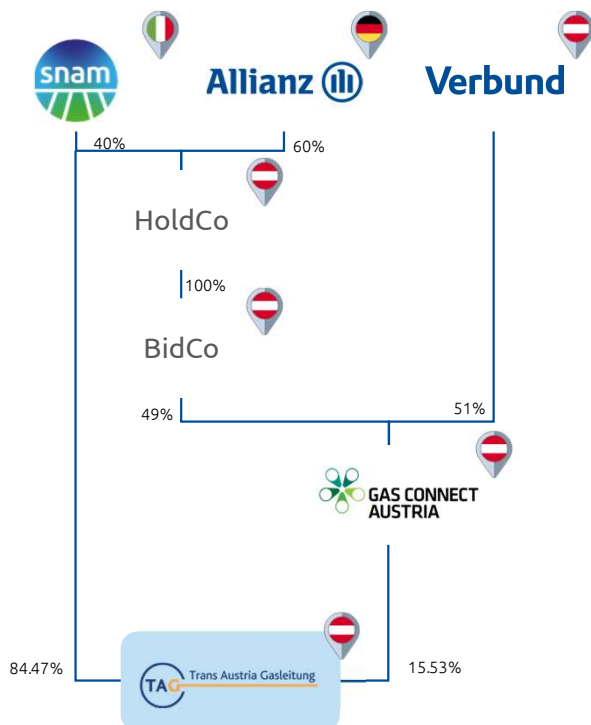 snam
Allianz
Verbund
40%
60%
HoldCo
100%
BidCo
49%
51%
GAS CONNECT
AUSTRIA
84.47%
TAG Trans Austria Gasleitung
15.53%